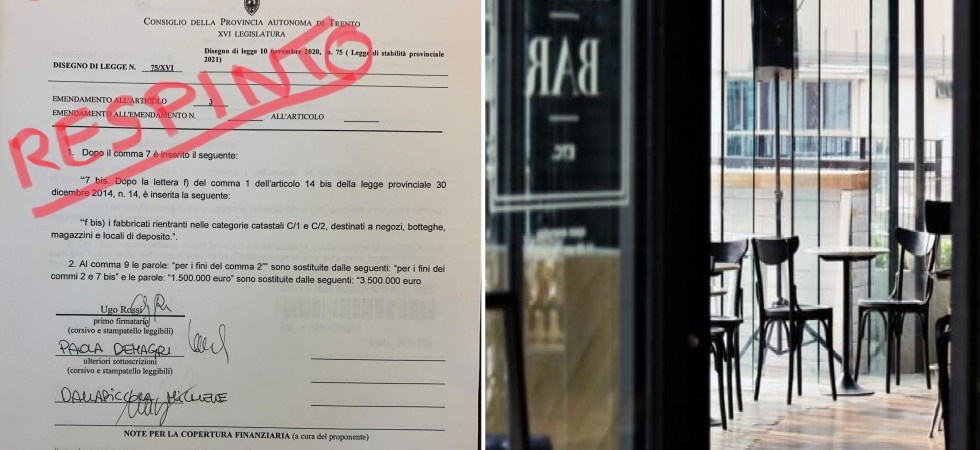 CONSIGLIO DELLA PROVINCIA AUTONOMA DI TRENTO
XVI LEGISLATURA
Disegno di legge 10 novembre 2020, n. 75 ( Legge di stabilità provinciale
2021)
DISEGNO DI LEGGE N. 75/XVI
RESPINTO
EMENDAMENTO ALL'ARTICOLO 3
EMENDAMENTO ALL'EMENDAMENTO N. ALL'ARTICOLO
1. Dopo il comma 7 è inserito il seguente:
"7 bis. Dopo la lettera f) del comma 1 dell'articolo 14 bis della legge provinciale 30
dicembre 2014, n. 14, è inserita la seguente:
"f bis) i fabbricati rientranti nelle categorie catastali C/1 e C/2, destinati a negozi, botteghe,
magazzini e locali di deposito.".
2. Al comma 9 le parole: "per i fini del comma 2"" sono sostituite dalle seguenti: "per i fini dei
commi 2 e 7 bis" e le parole: "1.500.000 euro" sono sostituite dalle seguenti: "3.500.000 euro
Ugo Rossi
primo firmatario
(corsivo e stampatello leggibili)
PAOLA DEMAGRI
ulteriori sottoscrizioni
(corsivo e stampatello leggibili)
DALLAPICCOLA MICHELE
NOTE PER LA COPERTURA FINANZIARIA (a cura del proponente)
BAR